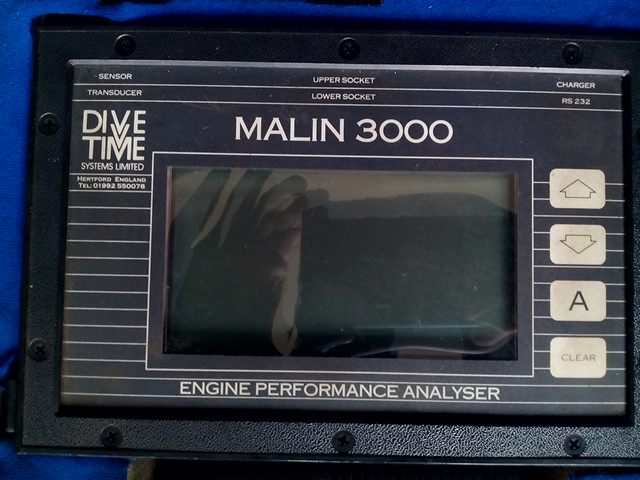 SENSOR UPPER SOCKET CHARGER
TRANSDUCER LOWER SOCKET RS 232
DIVE
TIME
SYSTEMS LIMITED
HERTFORD ENGLAND
TEL: 01992 550078
MALIN 3000
A
CLEAR
ENGINE PERFORMANCE ANALYSER